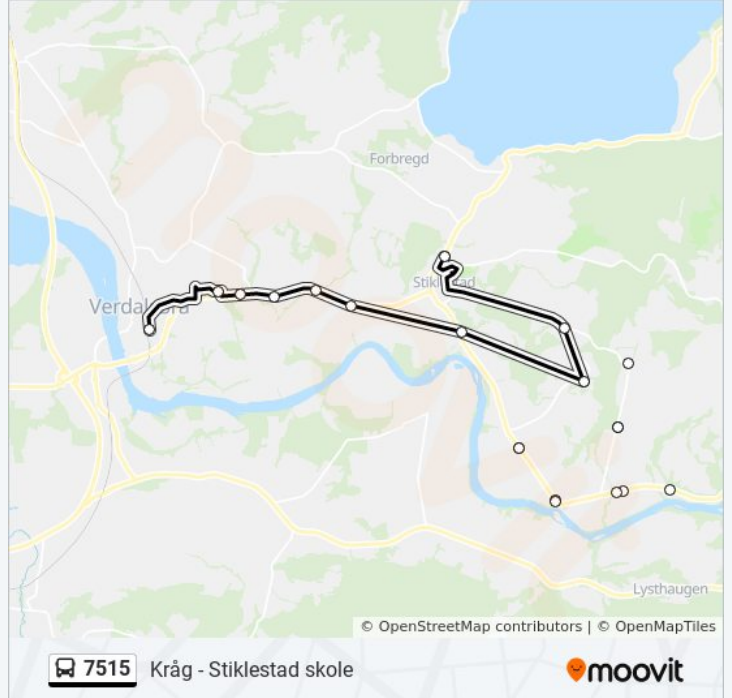 Forbregd
Stiklestad
Verdalsøra
Lysthaugen
© OpenStreetMap contributors | © OpenMapTiles
7515 Kråg - Stiklestad skole
moovit